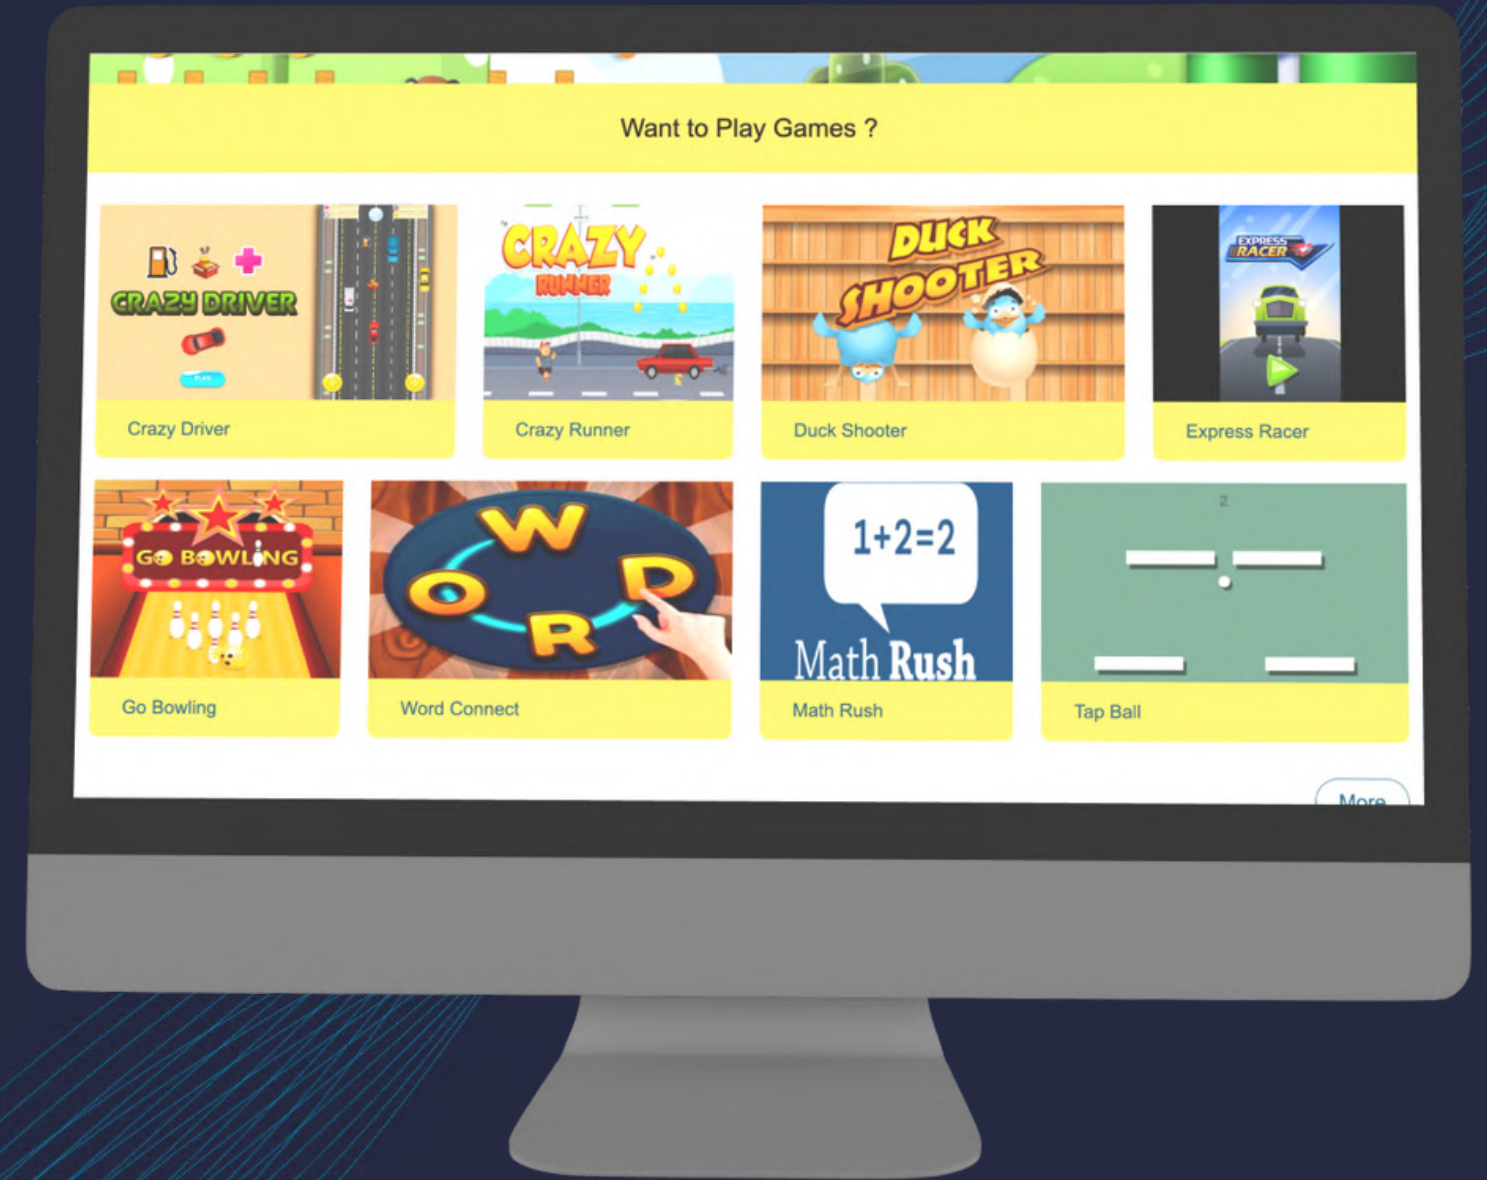 Want to Play Games ?
CRAZY DRIVER
PLAY
CRAZY
RUNNER
DUCK
SHOOTER
EXPRESS
RACER
Crazy Driver
Crazy Runner
Duck Shooter
Express Racer
GO BOWLING
W
O
D
R
1+2=2
Math Rush
2
Go Bowling
Word Connect
Math Rush
Tap Ball
More